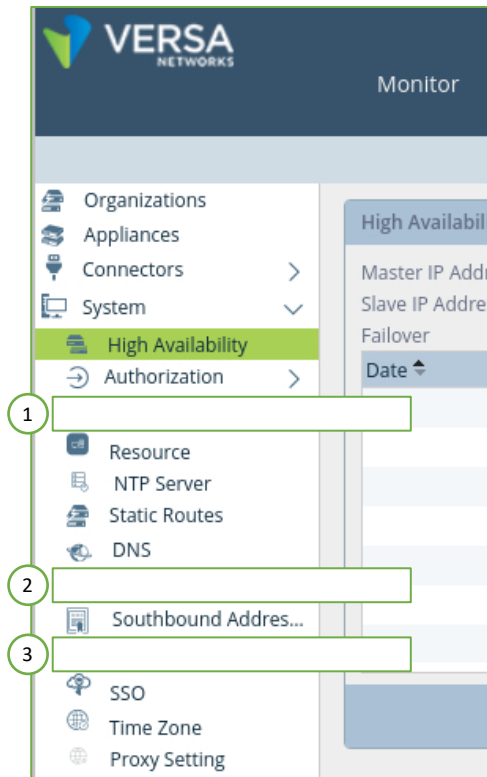 VERSA
NETWORKS
Monitor
Organizations
Appliances
Connectors
System
High Availability
Authorization
1
Resource
NTP Server
Static Routes
DNS
2
Southbound Addres...
3
SSO
Time Zone
Proxy Setting
High Availabil
Master IP Addr
Slave IP Addre
Failover
Date